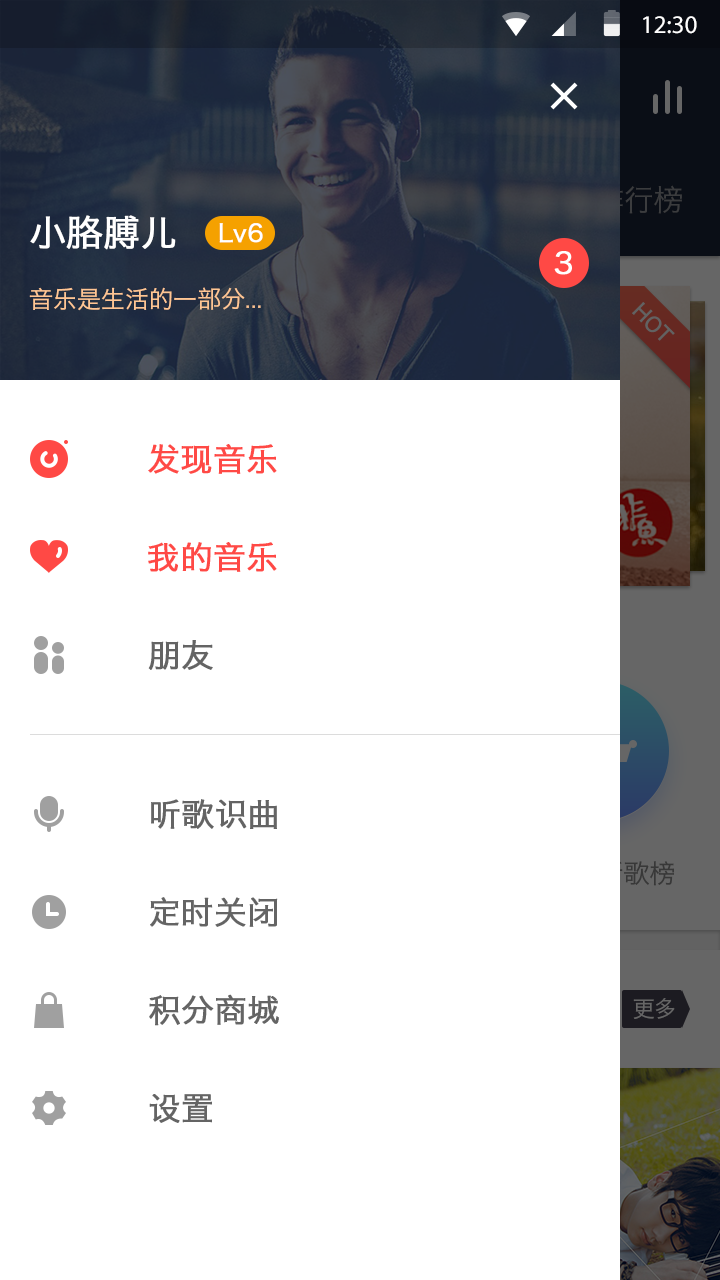 12:30
行榜
小胳膊儿 Lv6
3
音乐是生活的一部分...
HOT
发现音乐
我的音乐
朋友
听歌识曲
歌榜
定时关闭
积分商城
更多
设置